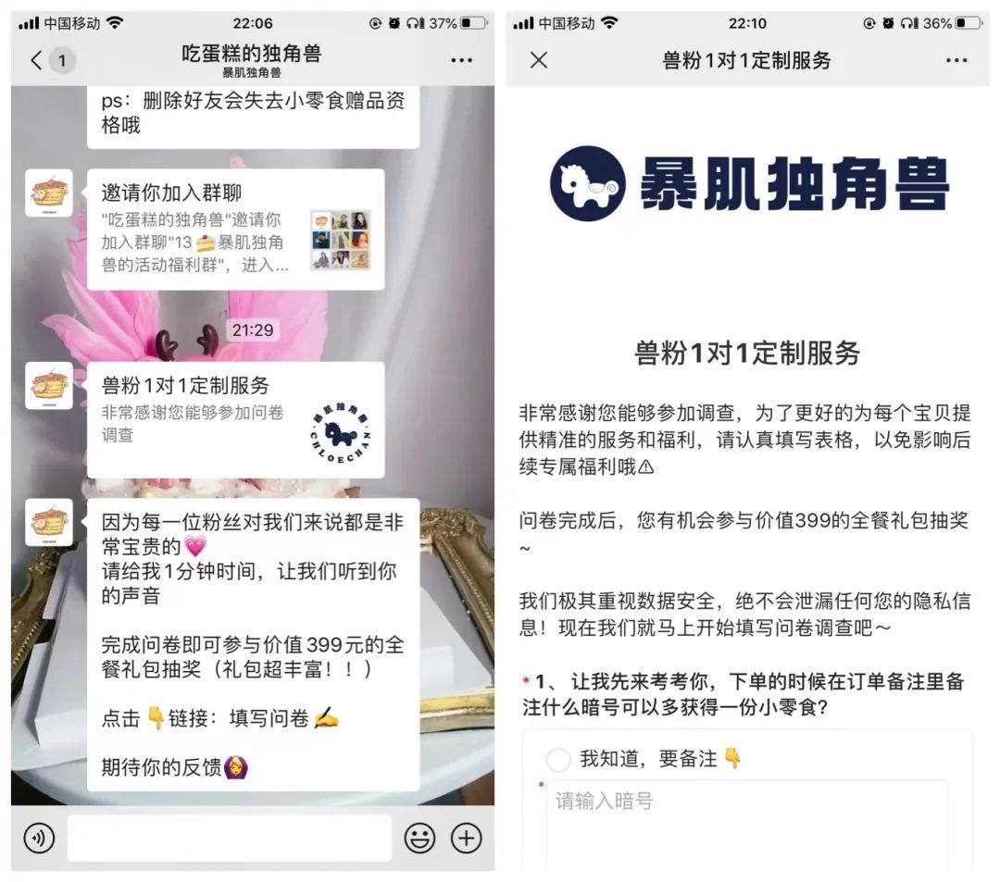 中国移动 22:06 37%
1 吃蛋糕的独角兽
暴肌独角兽
ps：删除好友会失去小零食赠品资
格哦
邀请你加入群聊
"吃蛋糕的独角兽"邀请你
加入群聊"13🍰暴肌独角
兽的活动福利群"，进入...
21:29
兽粉1对1定制服务
非常感谢您能够参加问卷
调查
暴肌独角兽
CHLOECHAN
因为每一位粉丝对我们来说都是非
常宝贵的💗
请给我1分钟时间，让我们听到你
的声音
完成问卷即可参与价值399元的全
餐礼包抽奖（礼包超丰富！！）
点击👇链接：填写问卷✍️
期待你的反馈🙆‍♀️
中国移动 22:10 36%
兽粉1对1定制服务
暴肌独角兽
兽粉1对1定制服务
非常感谢您能够参加调查，为了更好的为每个宝贝提
供精准的服务和福利，请认真填写表格，以免影响后
续专属福利哦⚠
问卷完成后，您有机会参与价值399的全餐礼包抽奖
~
我们极其重视数据安全，绝不会泄漏任何您的隐私信
息！现在我们就马上开始填写问卷调查吧～
* 1、 让我先来考考你，下单的时候在订单备注里备
注什么暗号可以多获得一份小零食？
我知道，要备注👇
* 请输入暗号